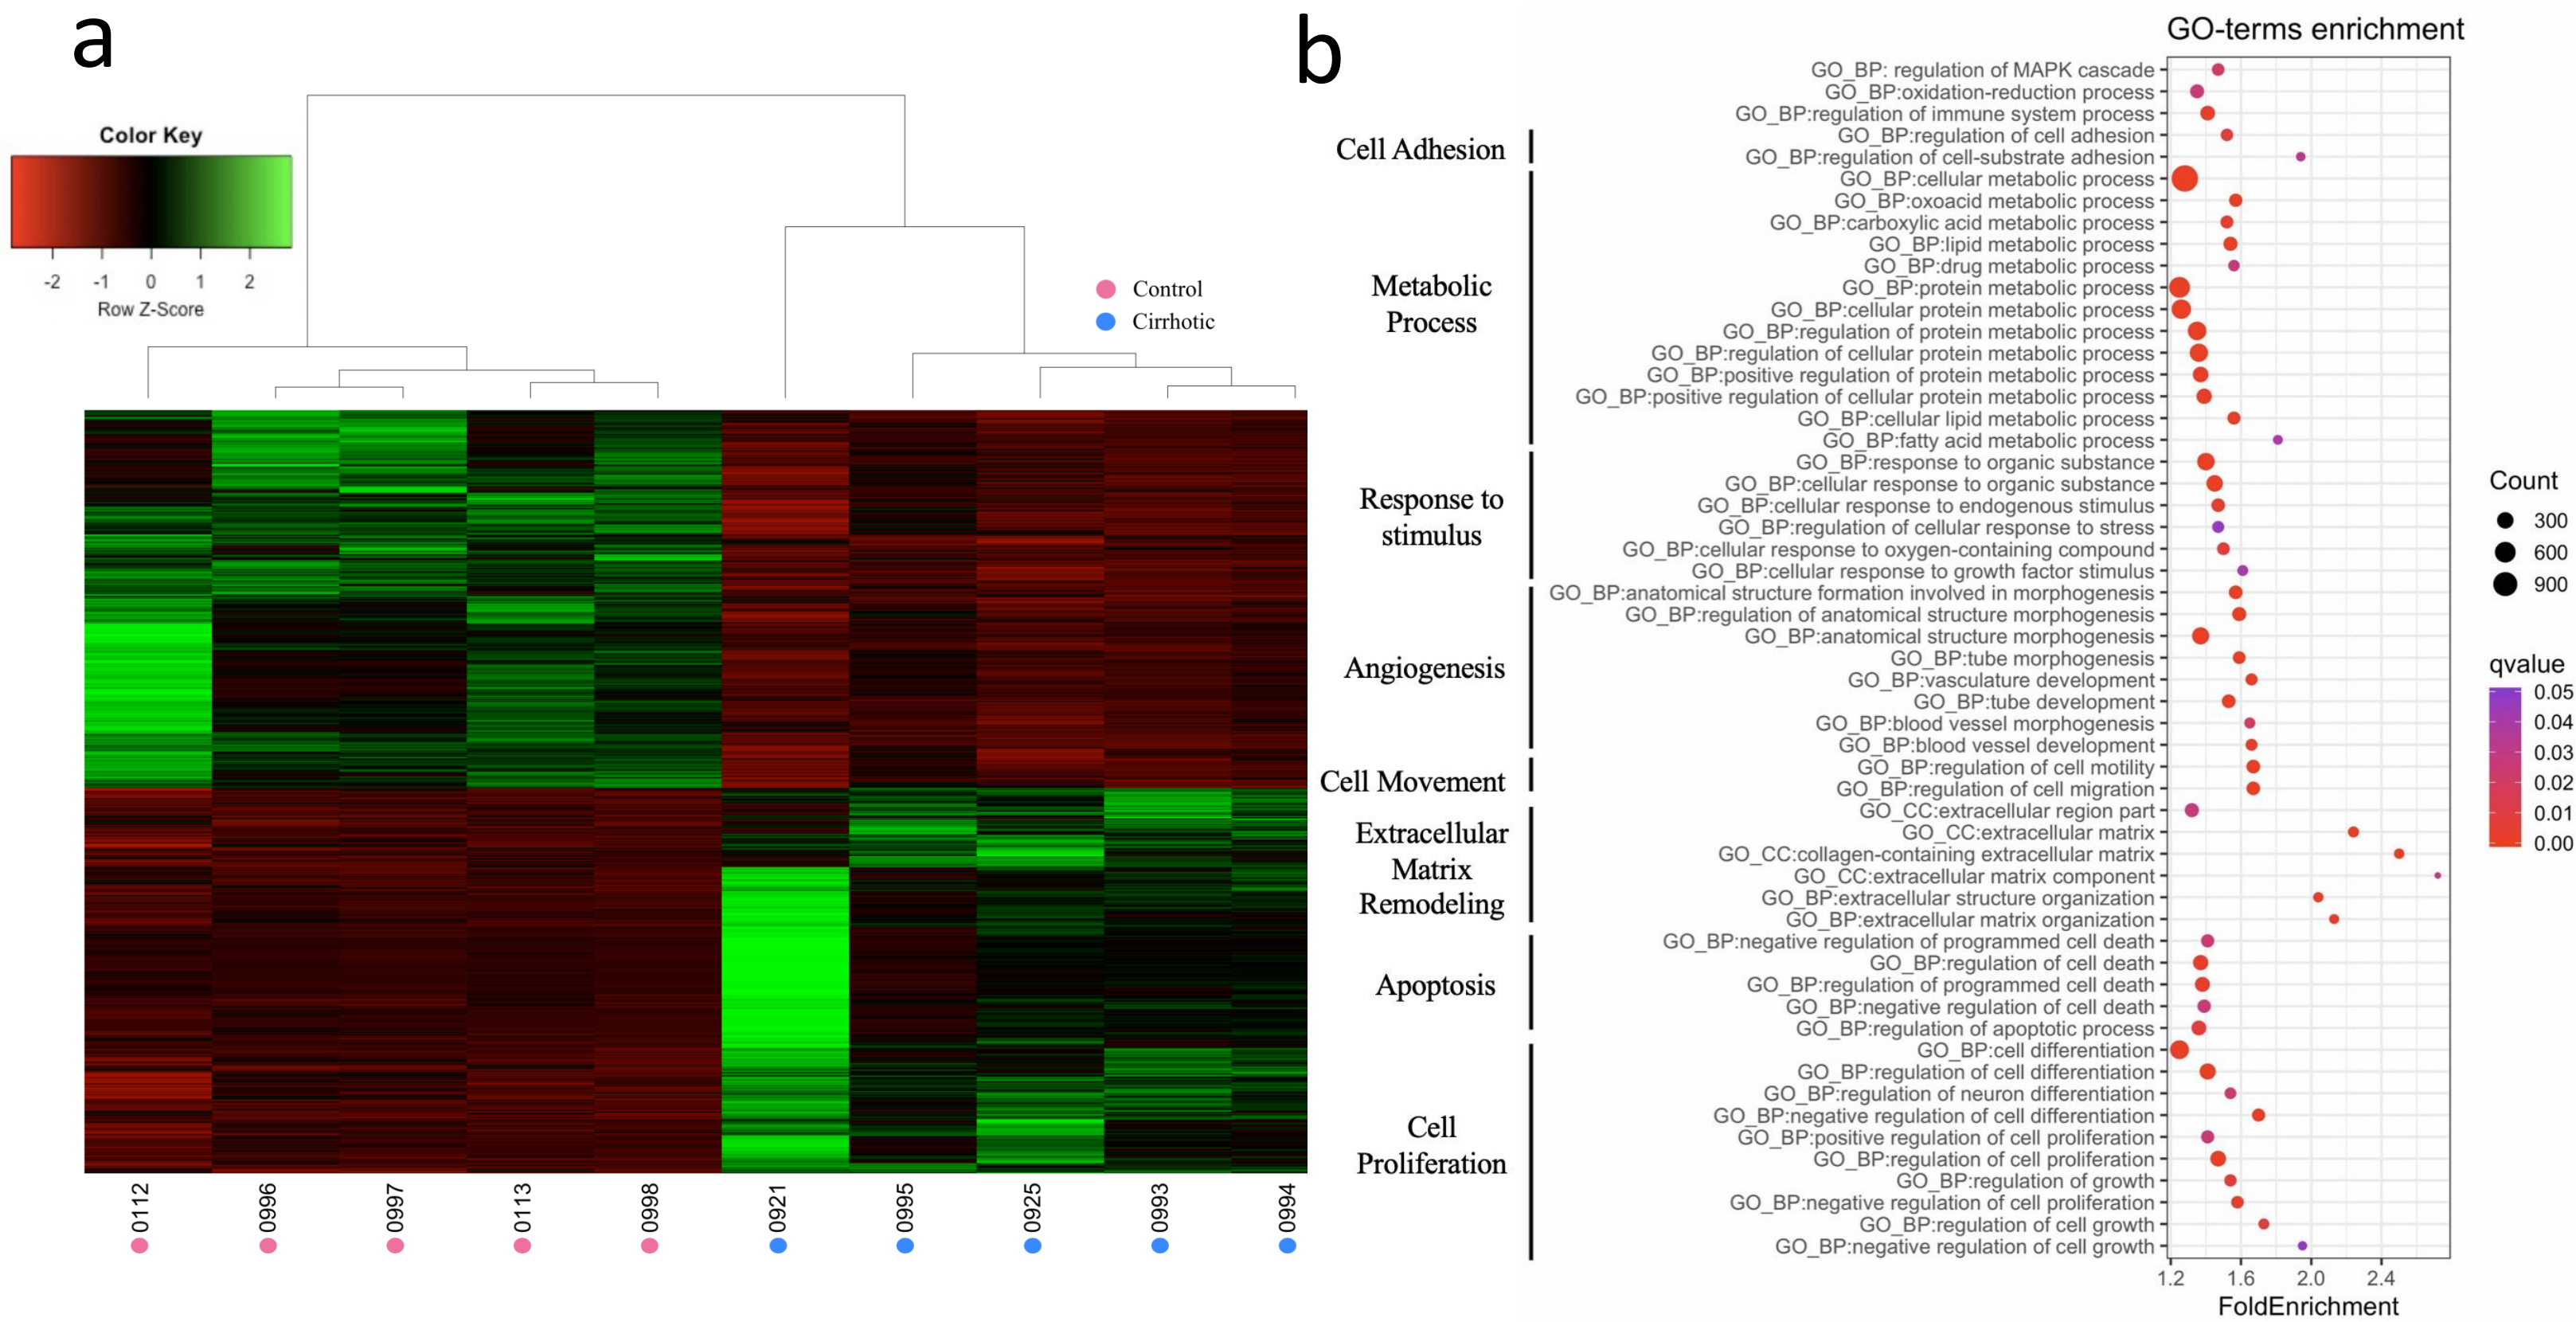 a
Color Key
-2 -1 0 1 2
Row Z-Score
Control
Cirrhotic
0112 0996 0997 0113 0998 0921 0995 0925 0993 0994
b
GO-terms enrichment
Cell Adhesion
Metabolic
Process
Response to
stimulus
Angiogenesis
Cell Movement
Extracellular
Matrix
Remodeling
Apoptosis
Cell
Proliferation
GO_BP: regulation of MAPK cascade
GO_BP:oxidation-reduction process
GO_BP:regulation of immune system process
GO_BP:regulation of cell adhesion
GO_BP:regulation of cell-substrate adhesion
GO_BP:cellular metabolic process
GO_BP:oxoacid metabolic process
GO_BP:carboxylic acid metabolic process
GO_BP:lipid metabolic process
GO_BP:drug metabolic process
GO_BP:protein metabolic process
GO_BP:cellular protein metabolic process
GO_BP:regulation of protein metabolic process
GO_BP:regulation of cellular protein metabolic process
GO_BP:positive regulation of protein metabolic process
GO_BP:positive regulation of cellular protein metabolic process
GO_BP:cellular lipid metabolic process
GO_BP:fatty acid metabolic process
GO_BP:response to organic substance
GO_BP:cellular response to organic substance
GO_BP:cellular response to endogenous stimulus
GO_BP:regulation of cellular response to stress
GO_BP:cellular response to oxygen-containing compound
GO_BP:cellular response to growth factor stimulus
GO_BP:anatomical structure formation involved in morphogenesis
GO_BP:regulation of anatomical structure morphogenesis
GO_BP:anatomical structure morphogenesis
GO_BP:tube morphogenesis
GO_BP:vasculature development
GO_BP:tube development
GO_BP:blood vessel morphogenesis
GO_BP:blood vessel development
GO_BP:regulation of cell motility
GO_BP:regulation of cell migration
GO_CC:extracellular region part
GO_CC:extracellular matrix
GO_CC:collagen-containing extracellular matrix
GO_CC:extracellular matrix component
GO_BP:extracellular structure organization
GO_BP:extracellular matrix organization
GO_BP:negative regulation of programmed cell death
GO_BP:regulation of cell death
GO_BP:regulation of programmed cell death
GO_BP:negative regulation of cell death
GO_BP:regulation of apoptotic process
GO_BP:cell differentiation
GO_BP:regulation of cell differentiation
GO_BP:regulation of neuron differentiation
GO_BP:negative regulation of cell differentiation
GO_BP:positive regulation of cell proliferation
GO_BP:regulation of cell proliferation
GO_BP:regulation of growth
GO_BP:negative regulation of cell proliferation
GO_BP:regulation of cell growth
GO_BP:negative regulation of cell growth
1.2 1.6 2.0 2.4
FoldEnrichment
Count
300
600
900
qvalue
0.05
0.04
0.03
0.02
0.01
0.00